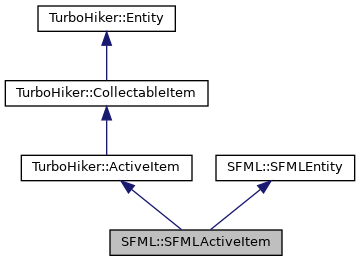 TurboHiker::Entity
TurboHiker::CollectableItem
TurboHiker::ActiveItem
SFML::SFMLEntity
SFML::SFMLActiveItem